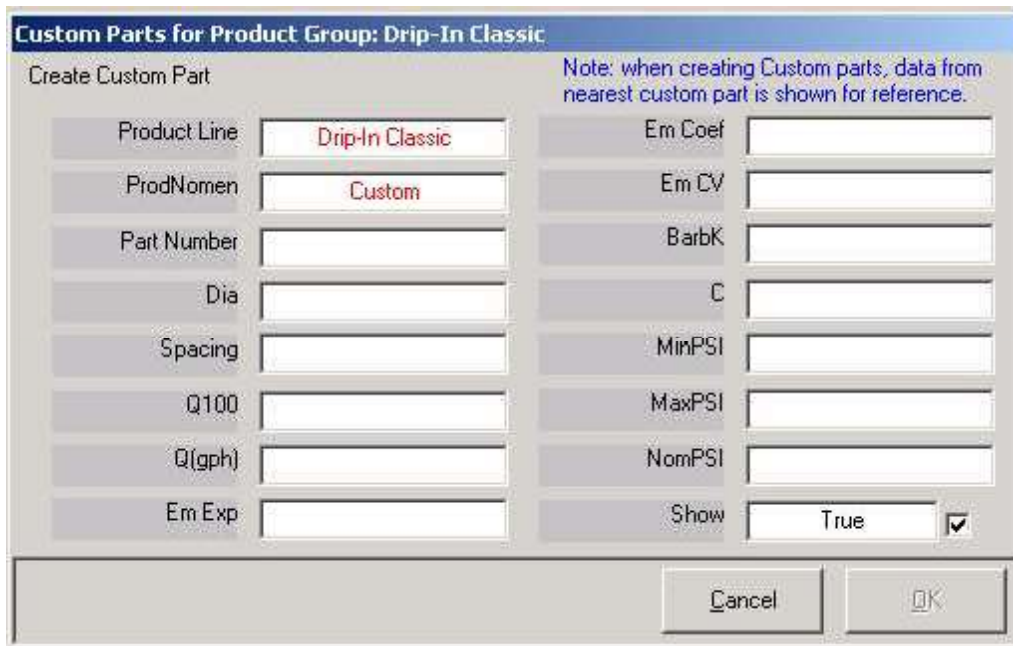 Custom Parts for Product Group: Drip-In Classic
Create Custom Part
Note: when creating Custom parts, data from
nearest custom part is shown for reference.
Product Line Drip-In Classic
ProdNomen Custom
Part Number
Dia
Spacing
Q100
Q(gph)
Em Exp
Em Coef
Em CV
BarbK
C
MinPSI
MaxPSI
NomPSI
Show True
Cancel
OK